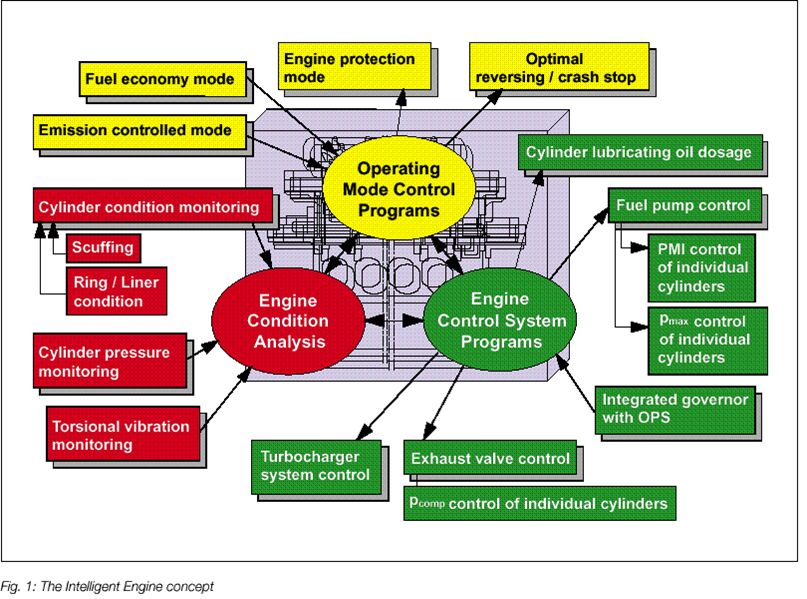 Fuel economy mode
Engine protection
mode
Optimal
reversing / crash stop
Emission controlled mode
Operating
Mode Control
Programs
Cylinder lubricating oil dosage
Cylinder condition monitoring
Scuffing
Ring / Liner
condition
Fuel pump control
PMI control
of individual
cylinders
pmax control
of individual
cylinders
Engine
Condition
Analysis
Engine
Control System
Programs
Cylinder pressure
monitoring
Torsional vibration
monitoring
Integrated governor
with OPS
Turbocharger
system control
Exhaust valve control
pcomp control of individual cylinders
Fig. 1: The Intelligent Engine concept